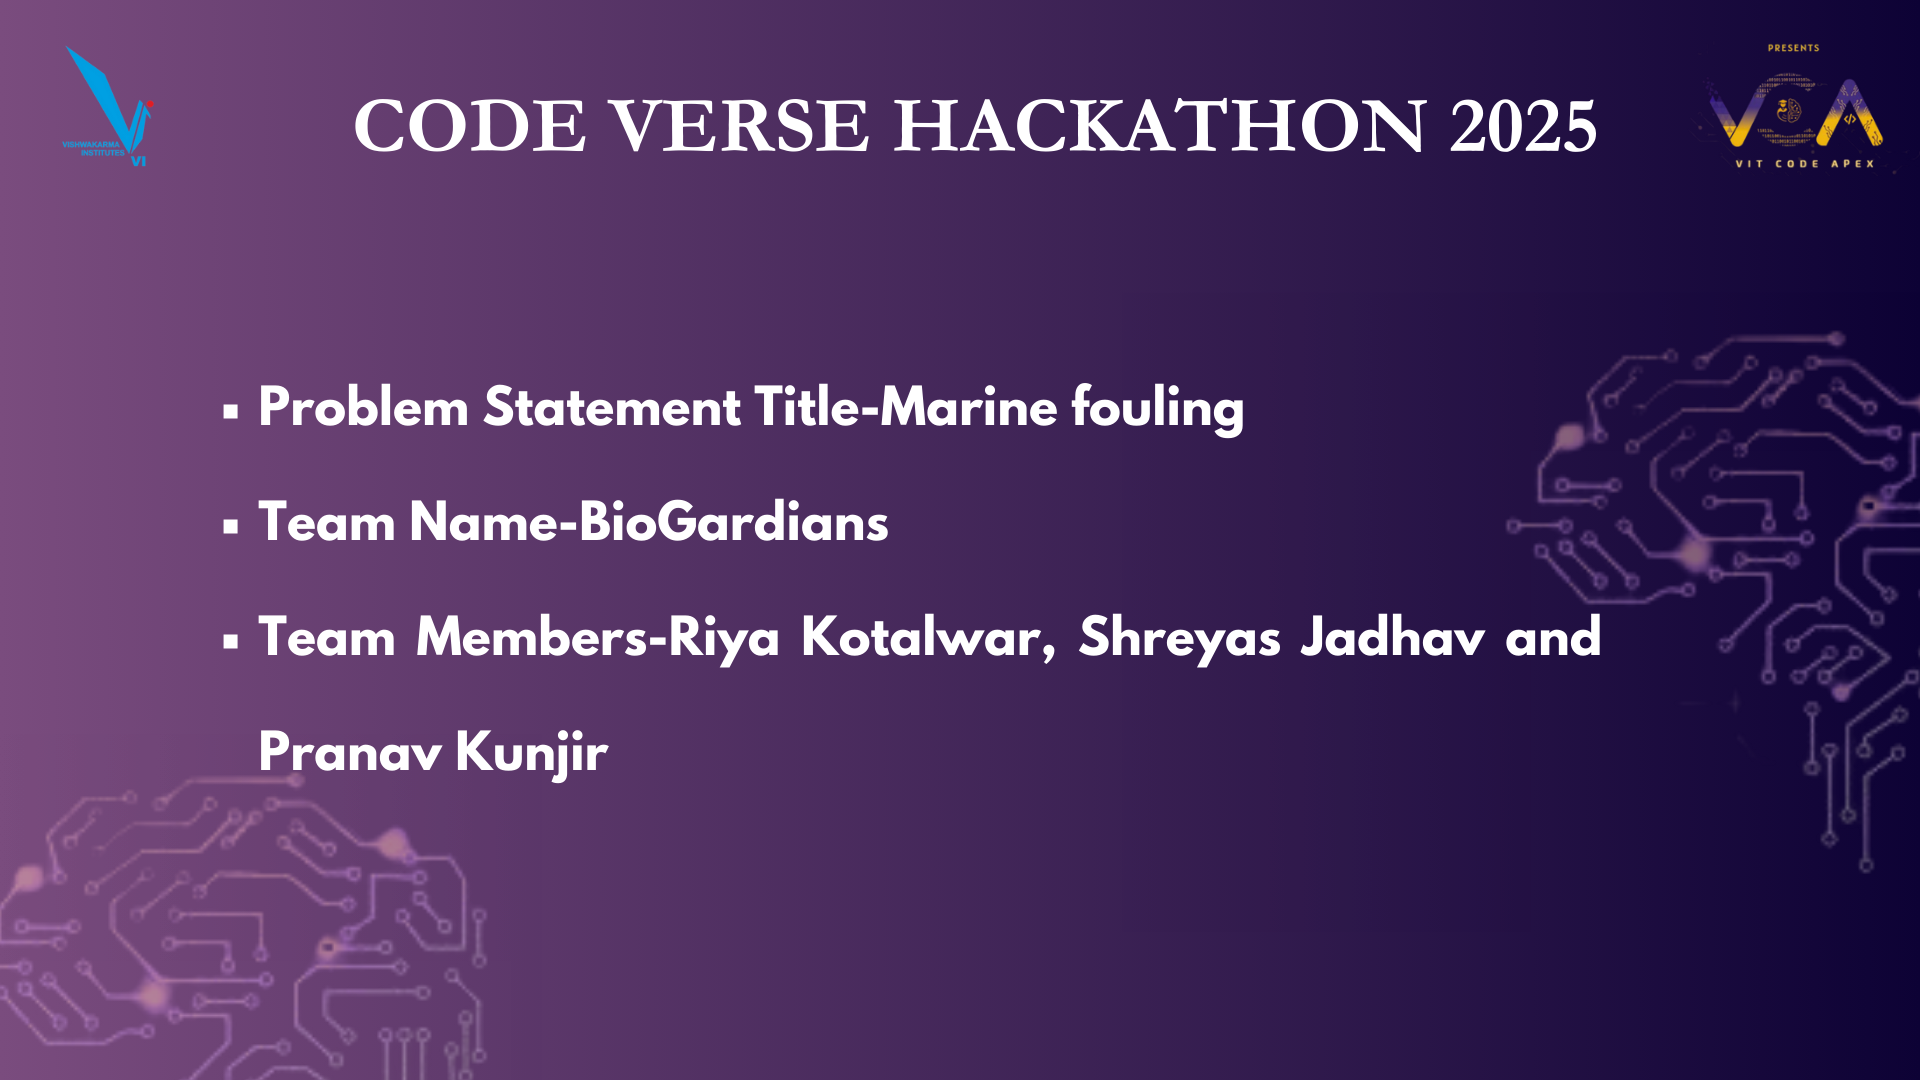 VISHWAKARMA
INSTITUTES
VI
CODE VERSE HACKATHON 2025
PRESENTS
VCA
VIT CODE APEX
▪ Problem Statement Title-Marine fouling
▪ Team Name-BioGardians
▪ Team Members-Riya Kotalwar, Shreyas Jadhav and
Pranav Kunjir